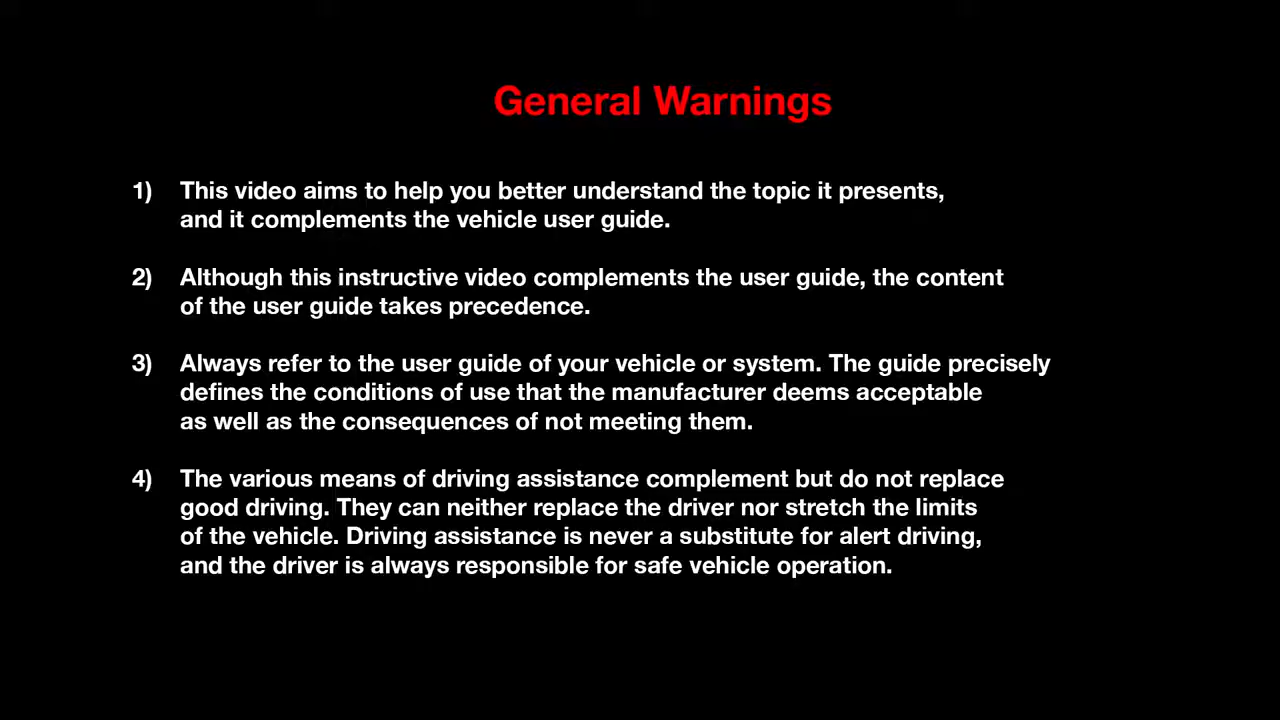 General Warnings
1) This video aims to help you better understand the topic it presents,
and it complements the vehicle user guide.
2) Although this instructive video complements the user guide, the content
of the user guide takes precedence.
3) Always refer to the user guide of your vehicle or system. The guide precisely
defines the conditions of use that the manufacturer deems acceptable
as well as the consequences of not meeting them.
4) The various means of driving assistance complement but do not replace
good driving. They can neither replace the driver nor stretch the limits
of the vehicle. Driving assistance is never a substitute for alert driving,
and the driver is always responsible for safe vehicle operation.